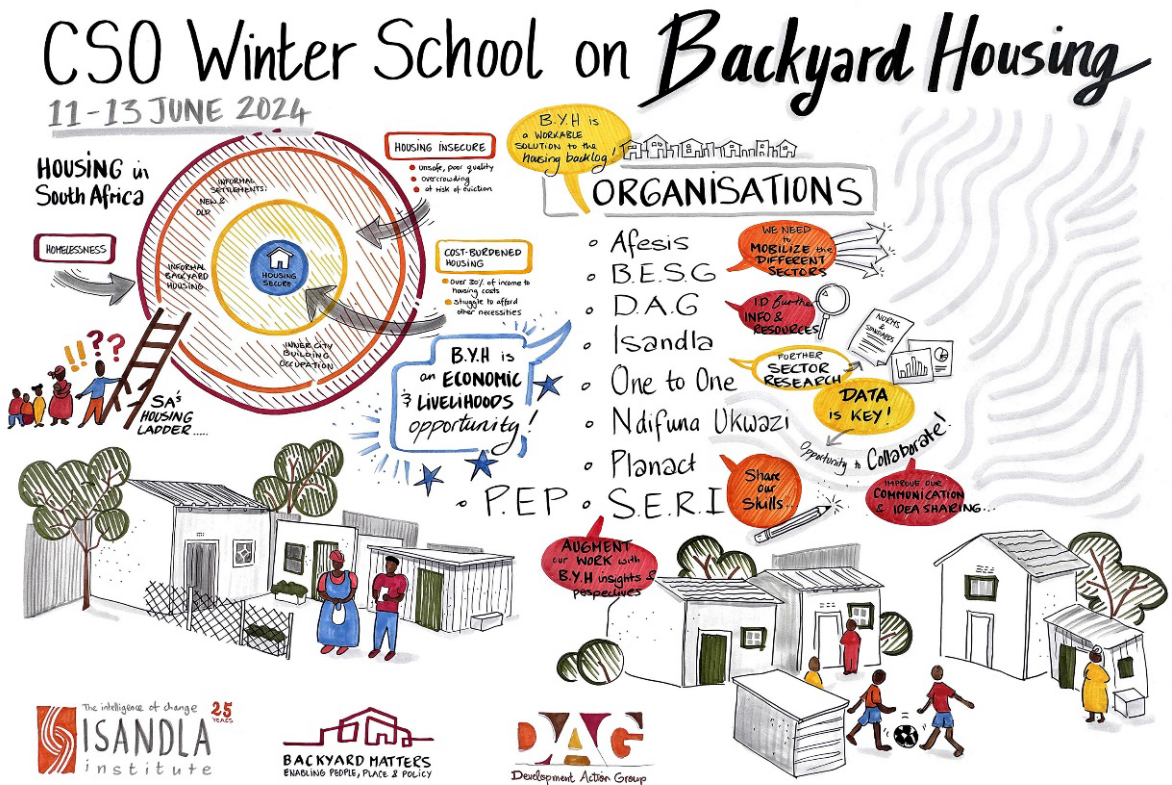 CSO Winter School on Backyard Housing
11-13 JUNE 2024
HOUSING in
South Africa
HOMELESSNESS
INFORMAL
SETTLEMENTS:
NEW &
OLD
INFORMAL
BACKYARD
HOUSING
HOUSING
SECURE
INNER CITY
BUILDING
OCCUPATION
HOUSING INSECURE
unsafe, poor quality
overcrowding
at risk of eviction
COST-BURDENED
HOUSING
Over 30% of income to
housing costs
Struggle to afford
other necessities
!! ??
SA's
HOUSING
LADDER.....
B.Y.H is
an ECONOMIC
& LIVELIHOODS
opportunity!
B.Y.H is
a WORKABLE
SOLUTION to the
housing backlog!
ORGANISATIONS
Afesis
B.E.S.G
D.A.G
Isandla
One to One
Ndifuna Ukwazi
Planact
P.E.P
S.E.R.I
WE NEED
to
MOBILIZE the
DIFFERENT
SECTORS
I.D further
INFO &
RESOURCES
NORMS
&
STANDARDS
FURTHER
SECTOR
RESEARCH
DATA
is KEY!
Opportunity to Collaborate!
Share
our
Skills...
IMPROVE our
COMMUNICATION
& IDEA SHARING...
AUGMENT
our WORK with
B.Y.H insights &
pespectives
The intelligence of change
25
YEARS
ISANDLA
institute
BACKYARD MATTERS
ENABLING PEOPLE, PLACE & POLICY
DAG
Development Action Group